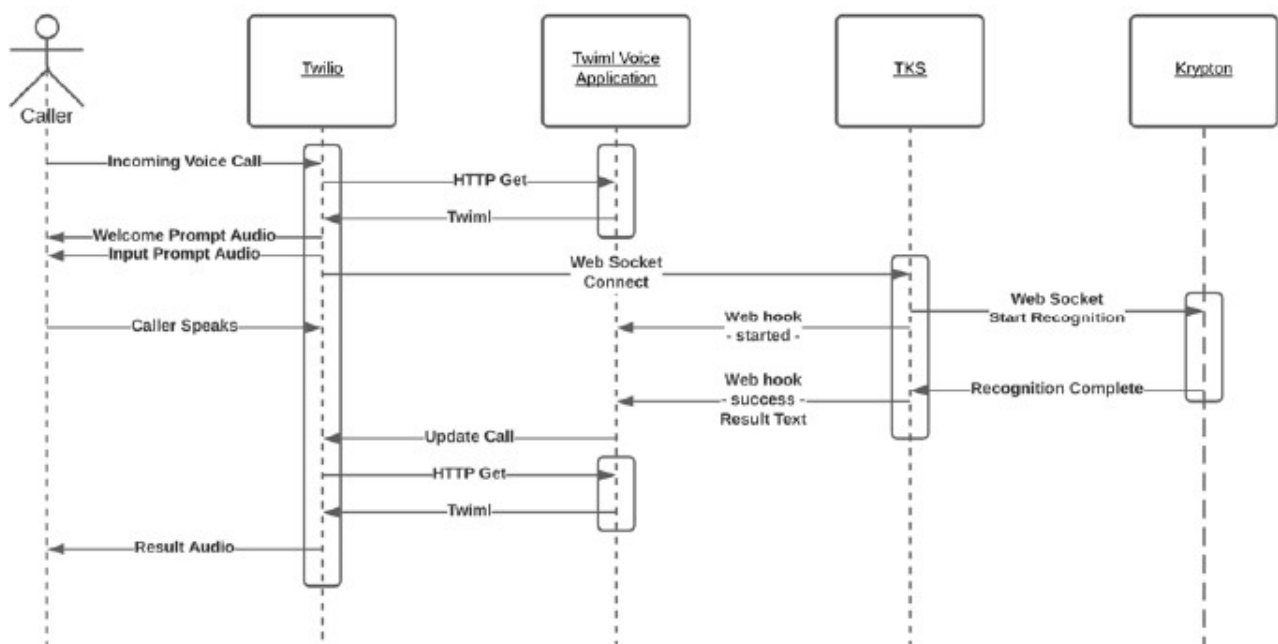 Caller
Twilio
Twiml Voice
Application
TKS
Krypton
Incoming Voice Call
HTTP Get
Twiml
Welcome Prompt Audio
Input Prompt Audio
Web Socket
Connect
Web Socket
Start Recognition
Caller Speaks
Web hook
- started -
Web hook
- success -
Result Text
Recognition Complete
Update Call
HTTP Get
Twiml
Result Audio